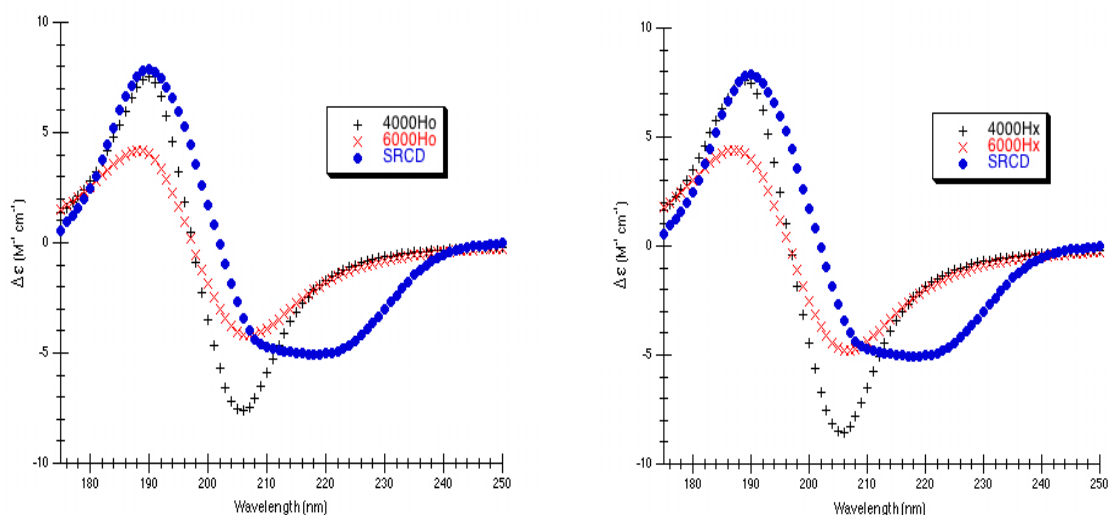 10
5
0
-5
-10
Δ ε (M⁻¹ cm⁻¹)
4000Ho
6000Ho
SRCD
180 190 200 210 220 230 240 250
Wavelength (nm)
10
5
0
-5
-10
Δ ε (M⁻¹ cm⁻¹)
4000Hx
6000Hx
SRCD
180 190 200 210 220 230 240 250
Wavelength (nm)